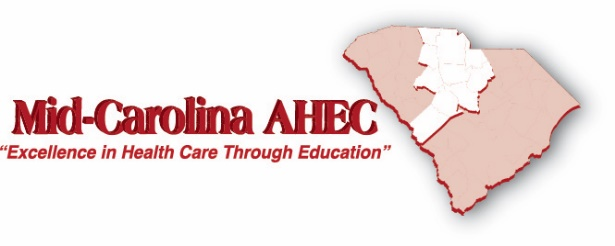 Mid-Carolina AHEC
"Excellence in Health Care Through Education"